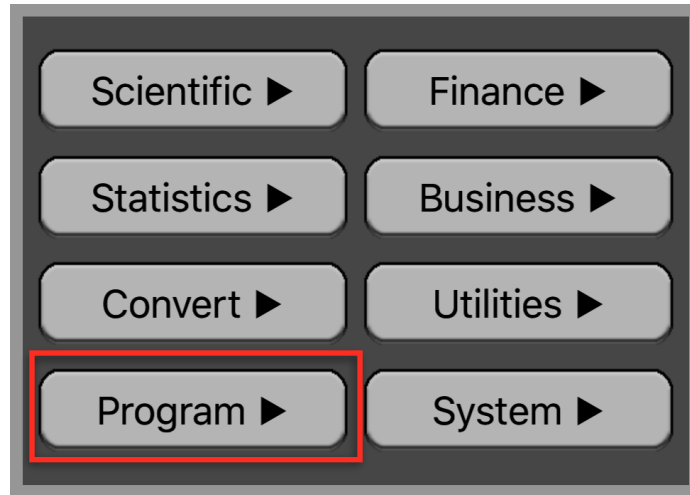 Scientific ▶ Finance ▶
Statistics ▶ Business ▶
Convert ▶ Utilities ▶
Program ▶ System ▶